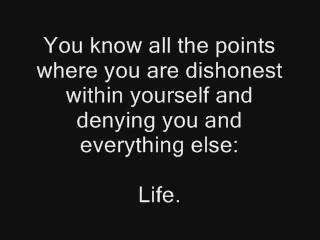 You know all the points
where you are dishonest
within yourself and
denying you and
everything else:
Life.